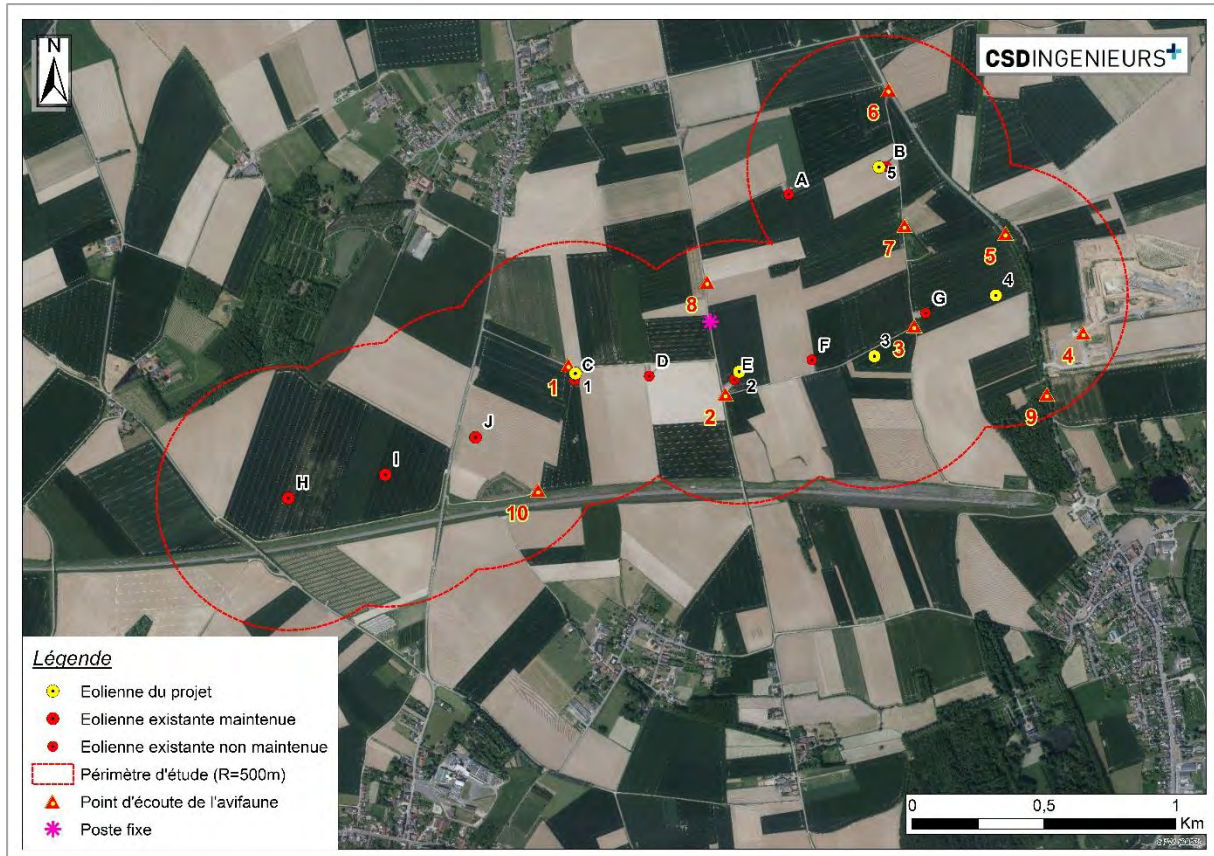 N
CSDINGENIEURS+
6
B
5
A
7
5
4
8
G
3
3
4
F
E
2
2
D
C
1
1
9
J
I
H
10
Légende
Eolienne du projet
Eolienne existante maintenue
Eolienne existante non maintenue
Périmètre d'étude (R=500m)
Point d'écoute de l'avifaune
Poste fixe
0 0,5 1
Km